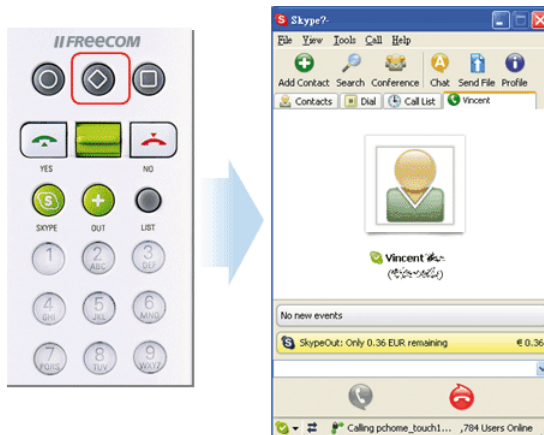 FREECOM
YES
NO
SKYPE
OUT
LIST
1
2
ABC
3
DEF
4
GHI
5
JKL
6
MNO
7
PQRS
8
TUV
9
WXYZ
Skype?-
File View Tools Call Help
Add Contact Search Conference Chat Send File Profile
Contacts Dial Call List Vincent
Vincent
No new events
SkypeOut: Only 0.36 EUR remaining € 0.36
Calling pchome_touch1... ,784 Users Online